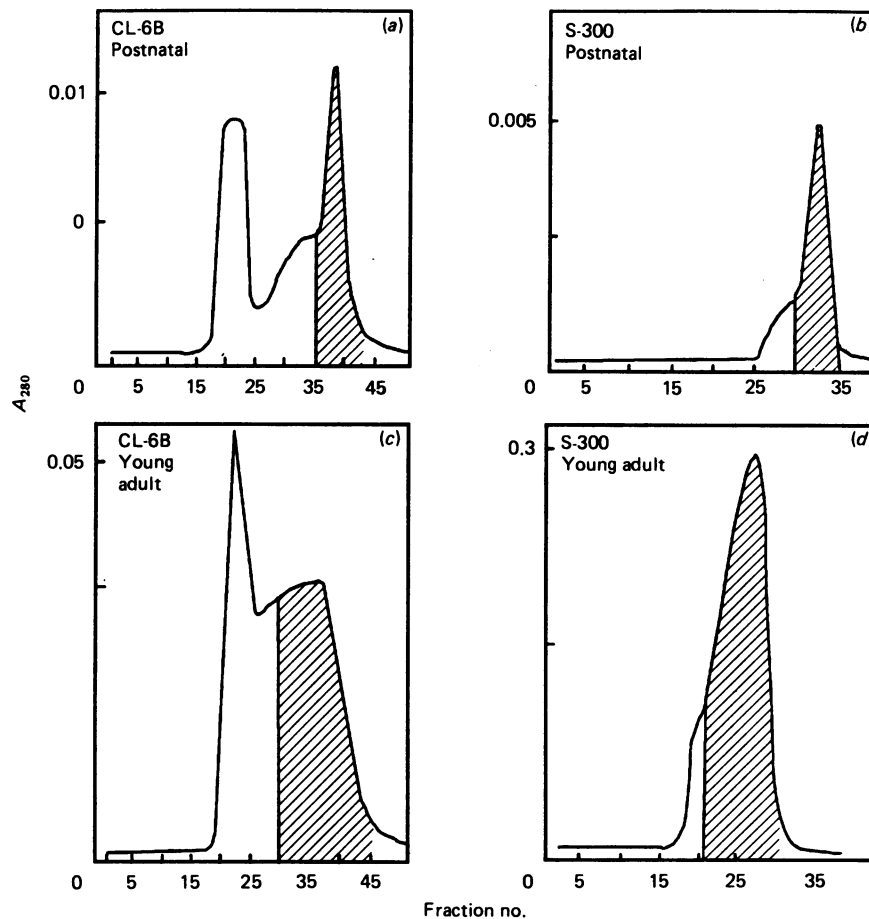 CL-6B
Postnatal
(a)
0.01
0
0 5 15 25 35 45
S-300
Postnatal
(b)
0.005
0 5 15 25 35
A280
CL-6B
Young
adult
(c)
0.05
0 5 15 25 35 45
S-300
Young adult
(d)
0.3
0 5 15 25 35
Fraction no.